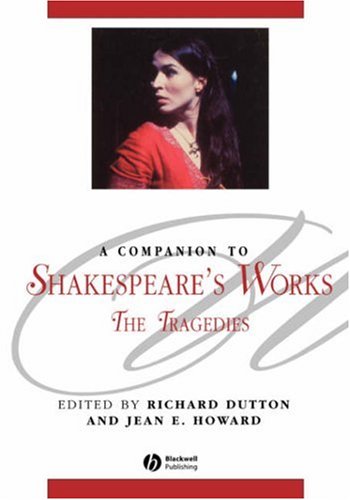 A COMPANION TO
SHAKESPEARE'S WORKS
THE TRAGEDIES
EDITED BY RICHARD DUTTON
AND JEAN E. HOWARD
Blackwell
Publishing